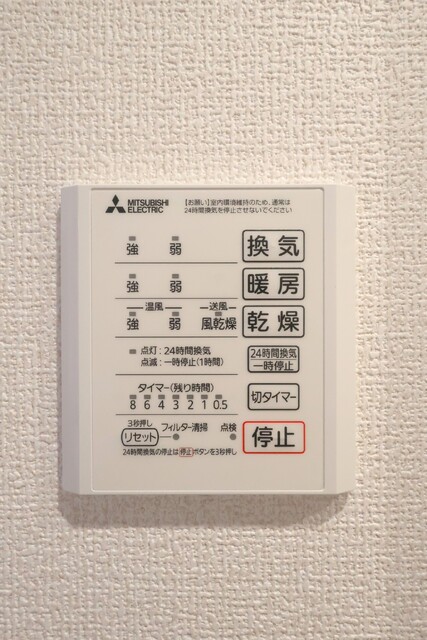 MITSUBISHI
ELECTRIC
【お願い】室内環境維持のため、通常は
24時間換気を停止させないでください
強 弱 換気
強 弱 暖房
温風 送風
強 弱 風乾燥 乾燥
点灯:24時間換気
点滅:一時停止(1時間)
24時間換気
一時停止
タイマー(残り時間)
8 6 4 3 2 1 0.5
切タイマー
3秒押し
リセット フィルター清掃 点検
停止
24時間換気の停止は停止ボタンを3秒押し